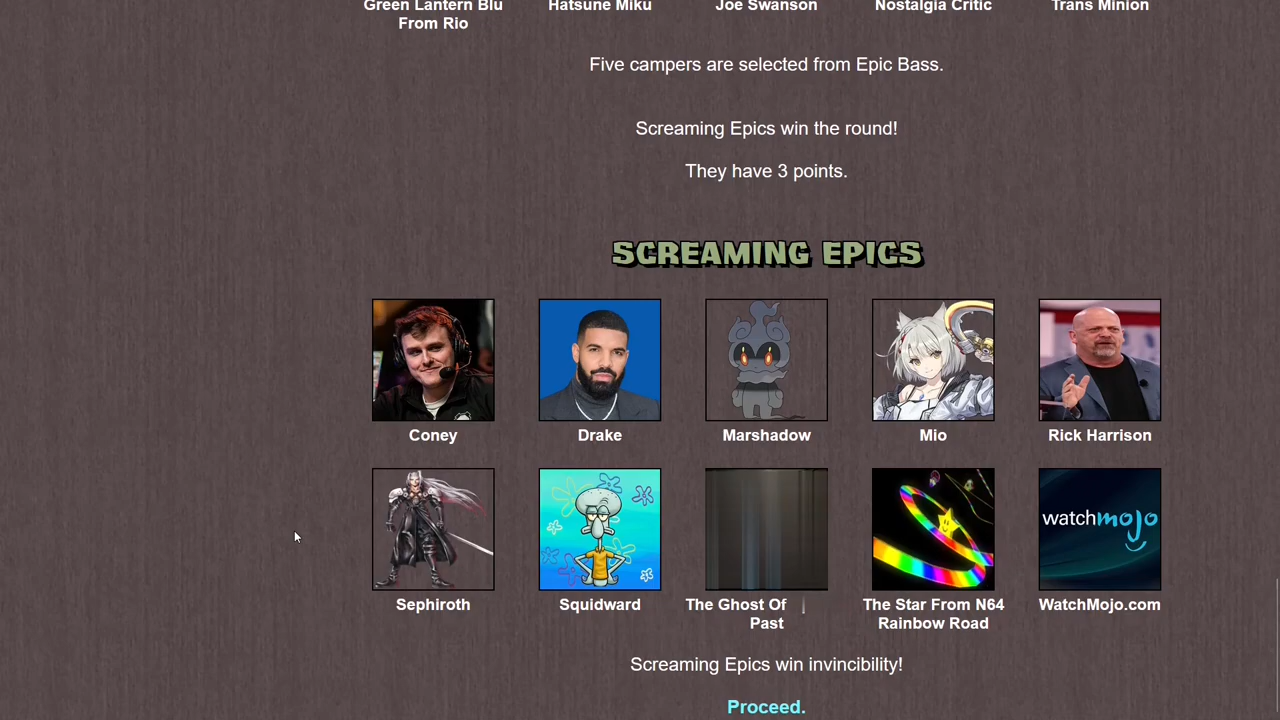 Green Lantern Blu
From Rio
Hatsune Miku
Joe Swanson
Nostalgia Critic
Trans Minion
Five campers are selected from Epic Bass.
Screaming Epics win the round!
They have 3 points.
SCREAMING EPICS
Coney
Drake
Marshadow
Mio
Rick Harrison
watchmojo
Sephiroth
Squidward
The Ghost Of
Past
The Star From N64
Rainbow Road
WatchMojo.com
Screaming Epics win invincibility!
Proceed.